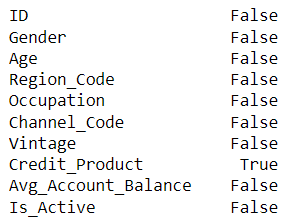 ID False
Gender False
Age False
Region_Code False
Occupation False
Channel_Code False
Vintage False
Credit_Product True
Avg_Account_Balance False
Is_Active False